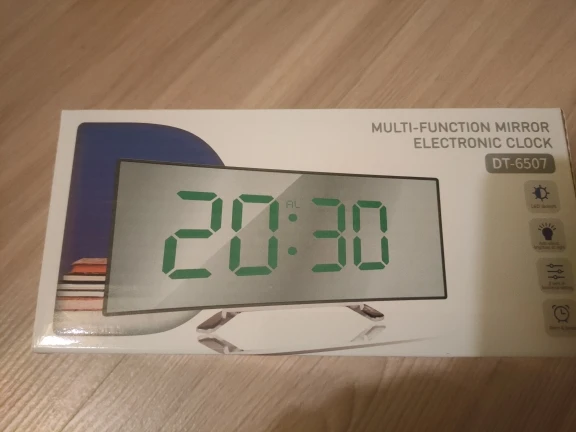 MULTI-FUNCTION MIRROR
ELECTRONIC CLOCK
DT-6507
AL
20:30